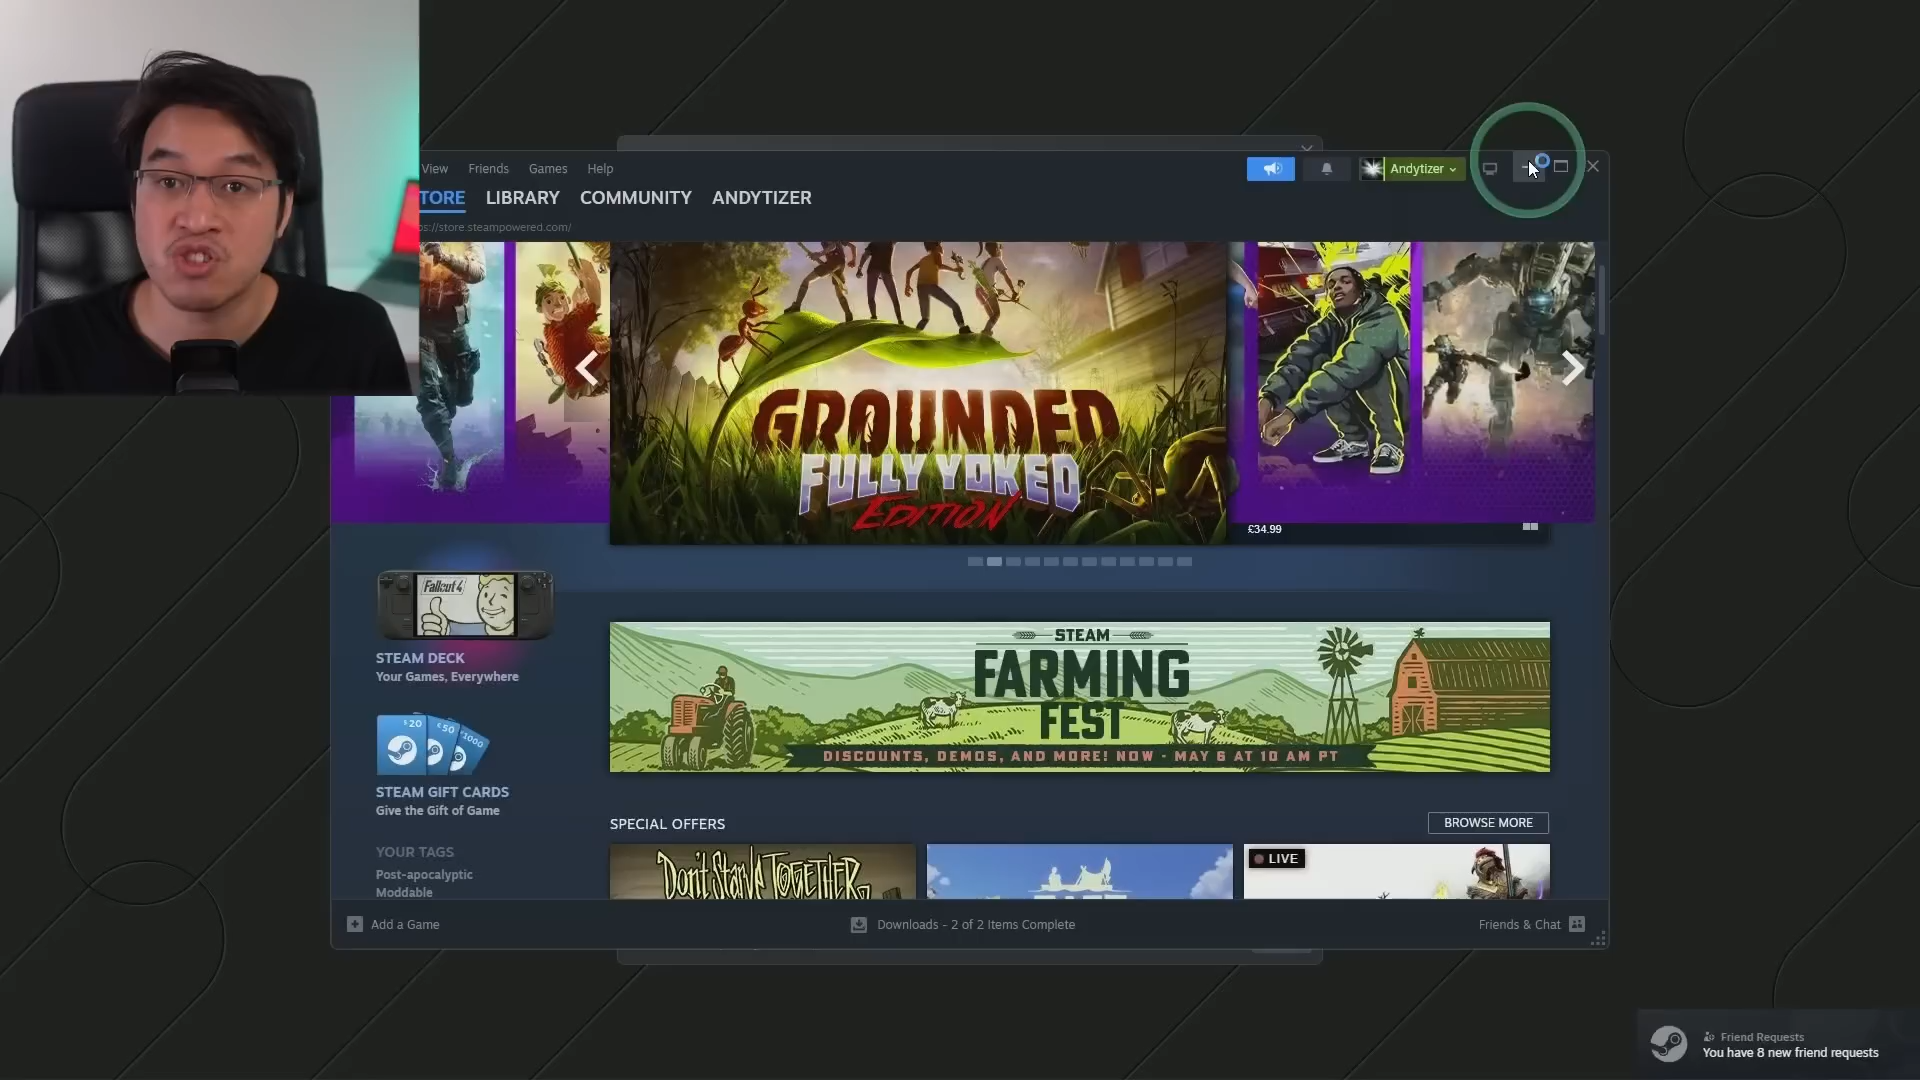 View Friends Games Help
Andytizer
TORE LIBRARY COMMUNITY ANDYTIZER
ps://store.steampowered.com/
GROUNDED
FULLY YOKED
EDITION
£34.99
Fallout 4
STEAM DECK
Your Games, Everywhere
STEAM
FARMING
FEST
DISCOUNTS, DEMOS, AND MORE! NOW - MAY 6 AT 10 AM PT
20 50 1000
STEAM GIFT CARDS
Give the Gift of Game
SPECIAL OFFERS
BROWSE MORE
YOUR TAGS
Post-apocalyptic
Moddable
Don't Starve TOGETHER
LIVE
Add a Game
Downloads - 2 of 2 Items Complete
Friends & Chat
Friend Requests
You have 8 new friend requests